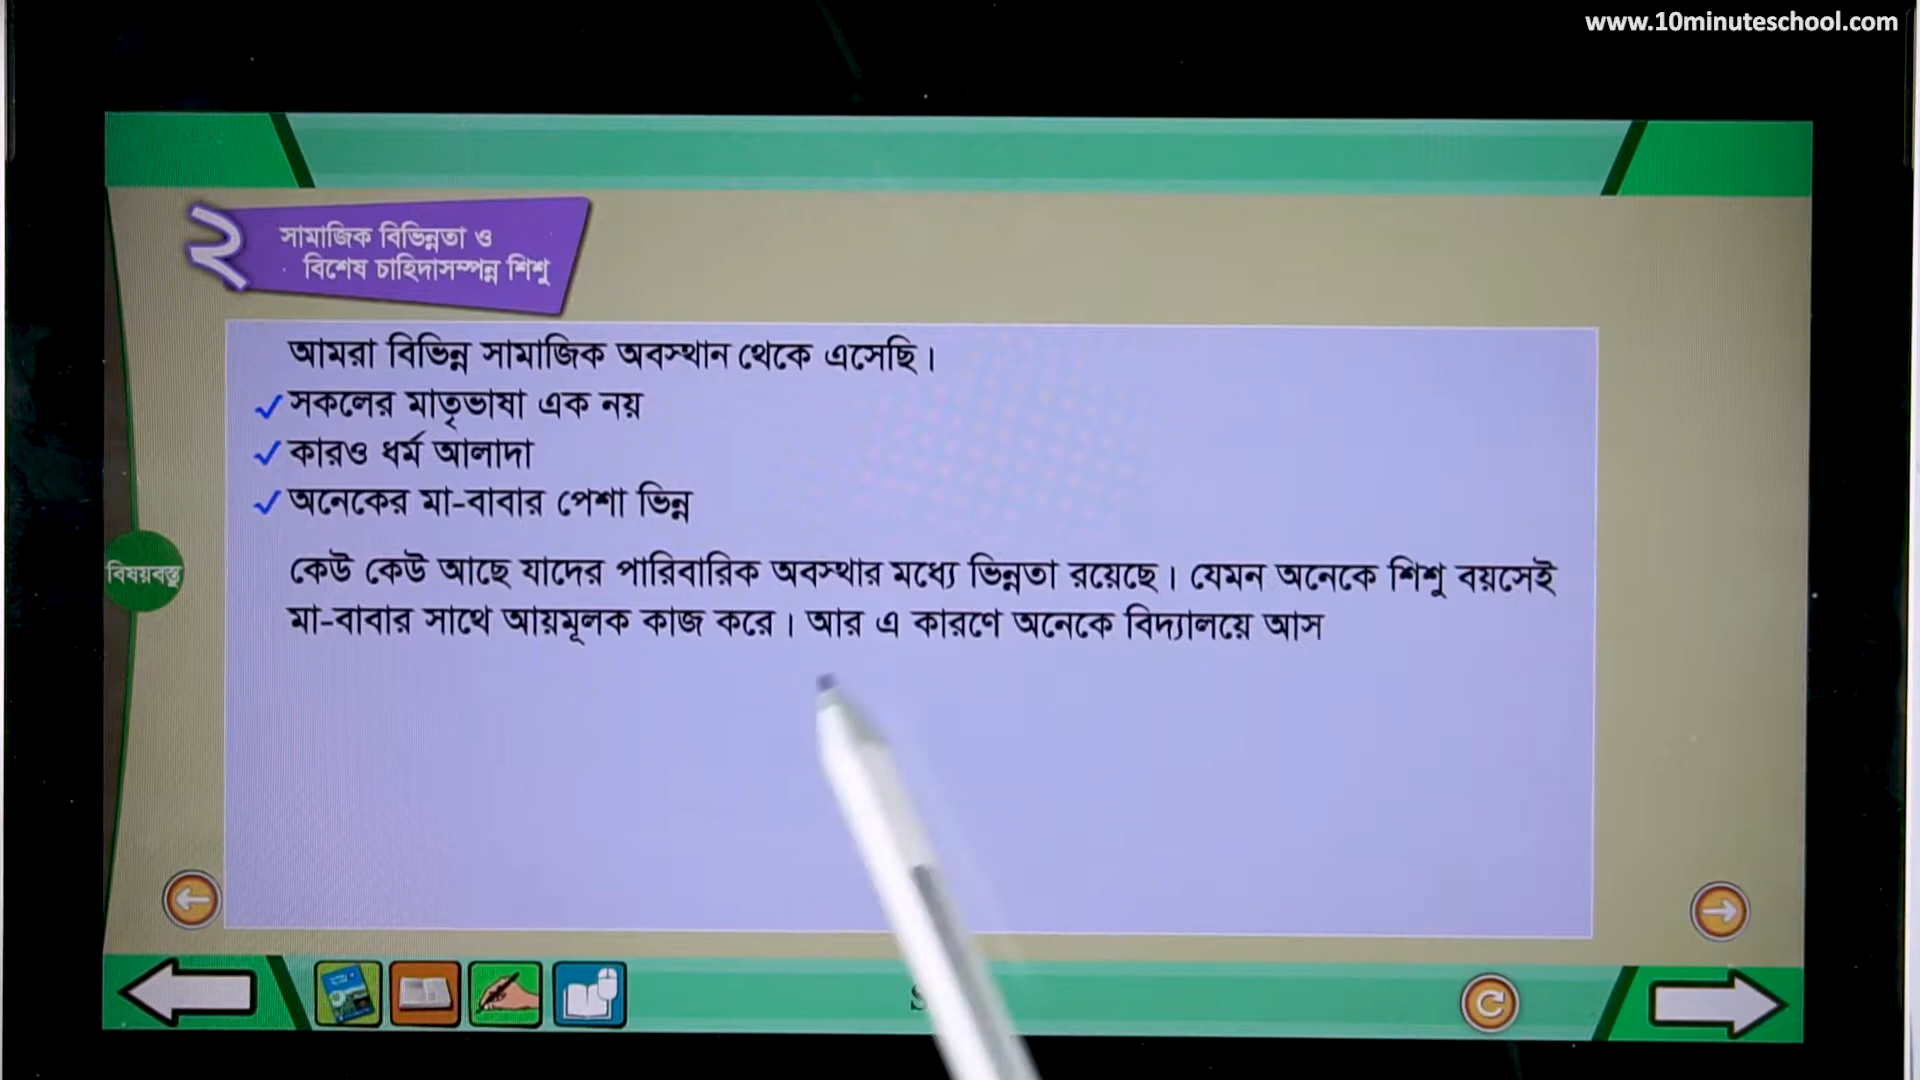 www.10minuteschool.com
২
সামাজিক বিভিন্নতা ও
বিশেষ চাহিদাসম্পন্ন শিশু
আমরা বিভিন্ন সামাজিক অবস্থান থেকে এসেছি।
✓ সকলের মাতৃভাষা এক নয়
✓ কারও ধর্ম আলাদা
✓ অনেকের মা-বাবার পেশা ভিন্ন
বিষয়বস্তু
কেউ কেউ আছে যাদের পারিবারিক অবস্থার মধ্যে ভিন্নতা রয়েছে। যেমন অনেকে শিশু বয়সেই
মা-বাবার সাথে আয়মূলক কাজ করে। আর এ কারণে অনেকে বিদ্যালয়ে আস